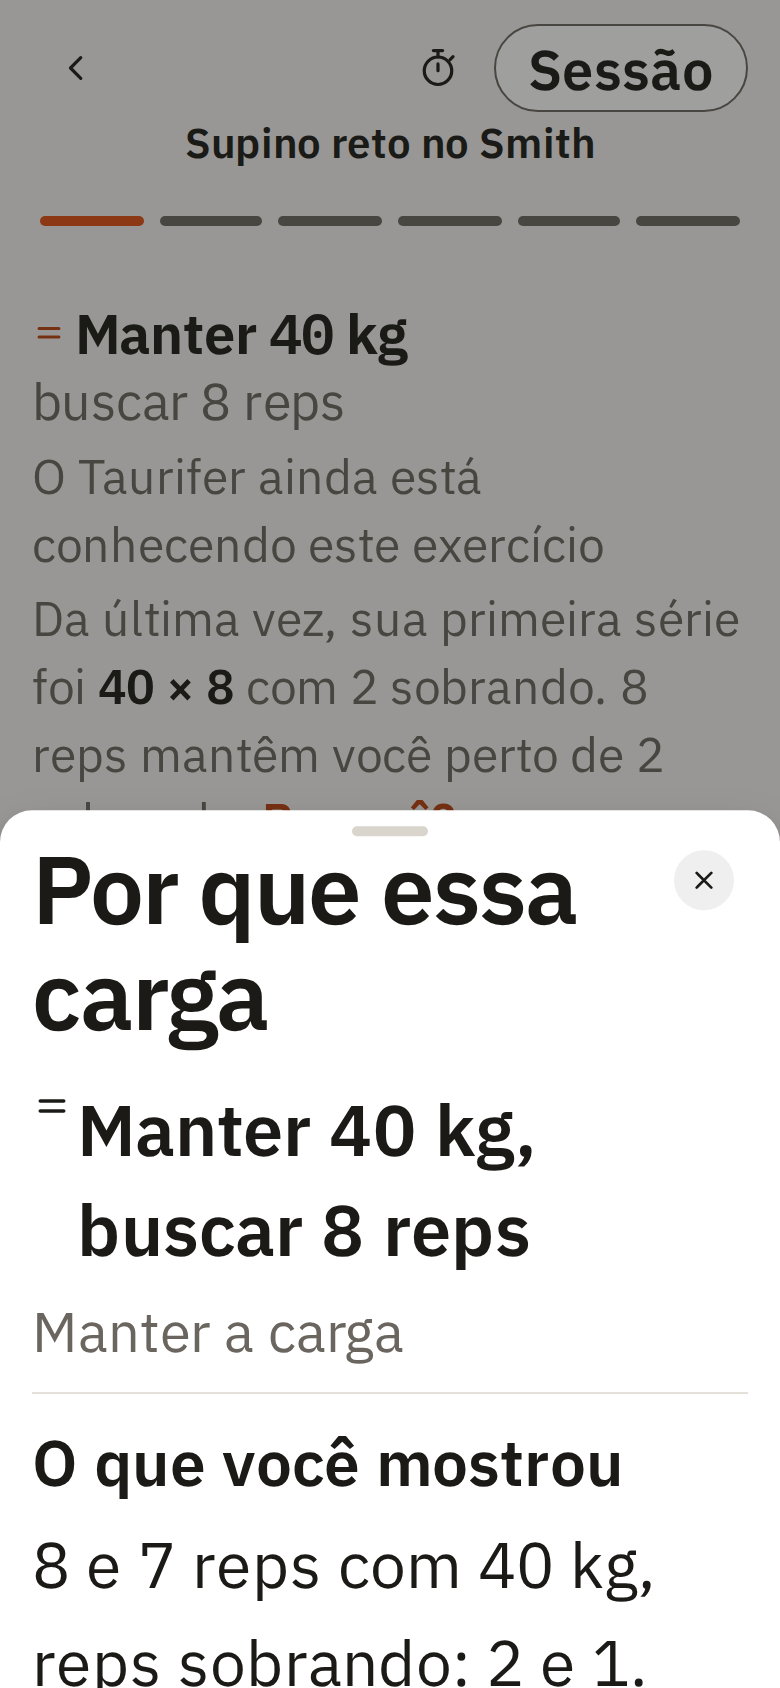 Sessão
Supino reto no Smith
= Manter 40 kg
buscar 8 reps
O Taurifer ainda está
conhecendo este exercício
Da última vez, sua primeira série
foi 40 × 8 com 2 sobrando. 8
reps mantêm você perto de 2
Por que essa
carga
= Manter 40 kg,
buscar 8 reps
Manter a carga
O que você mostrou
8 e 7 reps com 40 kg,
reps sobrando: 2 e 1.